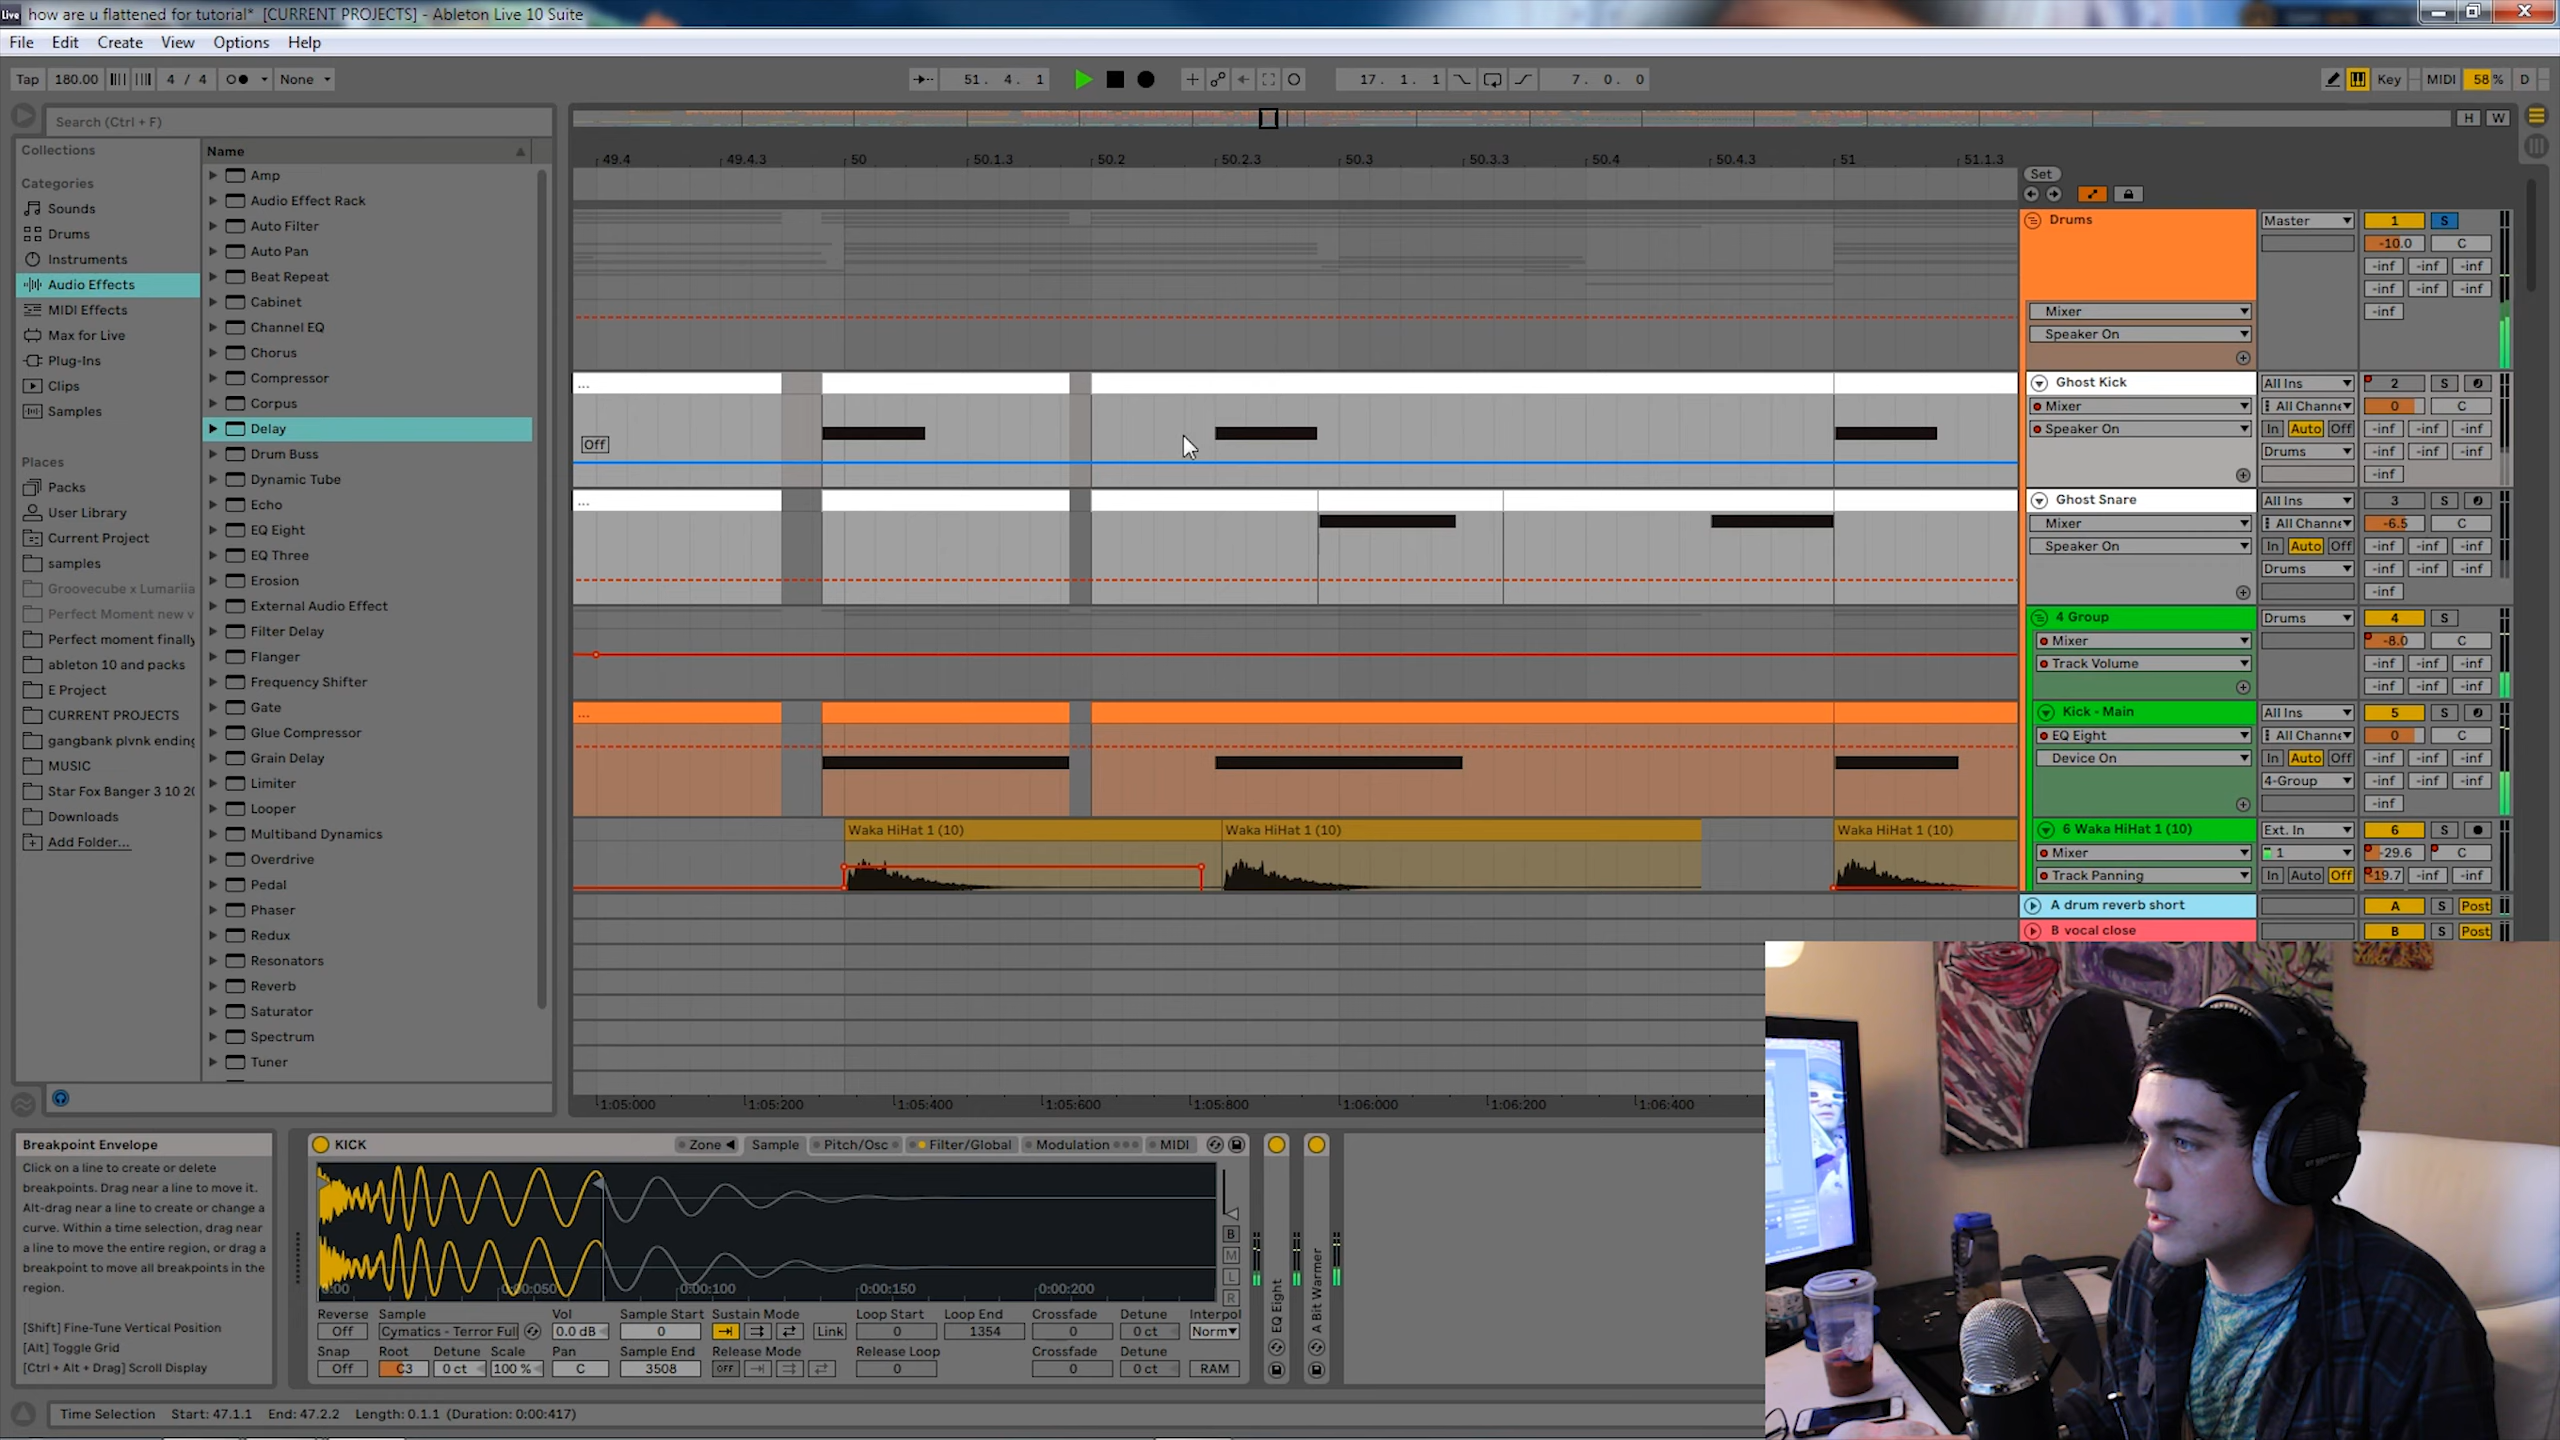 Live how are u flattened for tutorial* [CURRENT PROJECTS] - Ableton Live 10 Suite
File Edit Create View Options Help
Tap 180.00 4 / 4 None 51. 4. 1 17. 1. 1 7. 0. 0 Key MIDI 58 % D
Search (Ctrl + F)
H W
Collections
Categories
Sounds
Drums
Instruments
Audio Effects
MIDI Effects
Max for Live
Plug-Ins
Clips
Samples
Places
Packs
User Library
Current Project
samples
Groovecube x Lumariia
Perfect Moment new v
Perfect moment finally
ableton 10 and packs
E Project
CURRENT PROJECTS
gangbank plvnk ending
MUSIC
Star Fox Banger 3 10 20
Downloads
Add Folder...
Name
Amp
Audio Effect Rack
Auto Filter
Auto Pan
Beat Repeat
Cabinet
Channel EQ
Chorus
Compressor
Corpus
Delay
Drum Buss
Dynamic Tube
Echo
EQ Eight
EQ Three
Erosion
External Audio Effect
Filter Delay
Flanger
Frequency Shifter
Gate
Glue Compressor
Grain Delay
Limiter
Looper
Multiband Dynamics
Overdrive
Pedal
Phaser
Redux
Resonators
Reverb
Saturator
Spectrum
Tuner
49.4 49.4.3 50 50.1.3 50.2 50.2.3 50.3 50.3.3 50.4 50.4.3 51 51.1.3
Set
Drums Master 1 S
-10.0 C
-inf -inf -inf
-inf -inf -inf
Mixer -inf
Speaker On
... Ghost Kick All Ins 2 S
Mixer All Channe 0 C
Off Speaker On In Auto Off -inf -inf -inf
Drums -inf -inf -inf
-inf
... Ghost Snare All Ins 3 S
Mixer All Channe -6.5 C
Speaker On In Auto Off -inf -inf -inf
Drums -inf -inf -inf
-inf
4 Group Drums 4 S
Mixer -8.0 C
Track Volume -inf -inf -inf
-inf -inf -inf
... Kick - Main All Ins 5 S
EQ Eight All Channe 0 C
Device On In Auto Off -inf -inf -inf
4-Group -inf -inf -inf
-inf
Waka HiHat 1 (10) Waka HiHat 1 (10) Waka HiHat 1 (10) 6 Waka HiHat 1 (10) Ext. In 6 S
Mixer 1 -29.6 C
Track Panning In Auto Off -19.7 -inf -inf
A drum reverb short A S Post
B vocal close B S Post
1:05:000 1:05:200 1:05:400 1:05:600 1:05:800 1:06:000 1:06:200 1:06:400
Breakpoint Envelope
Click on a line to create or delete
breakpoints. Drag near a line to move it.
Alt-drag near a line to create or change a
curve. Within a time selection, drag near
a line to move the entire region, or drag a
breakpoint to move all breakpoints in the
region.
[Shift] Fine-Tune Vertical Position
[Alt] Toggle Grid
[Ctrl + Alt + Drag] Scroll Display
KICK Zone Sample Pitch/Osc Filter/Global Modulation MIDI
B
M
L
R
0:00 0:00:050 0:00:100 0:00:150 0:00:200
Reverse Sample Vol Sample Start Sustain Mode Loop Start Loop End Crossfade Detune Interpol
Off Cymatics - Terror Full 0.0 dB 0 Link 0 1354 0 0 ct Norm
Snap Root Detune Scale Pan Sample End Release Mode Release Loop Crossfade Detune
Off C3 0 ct 100 % C 3508 OFF 0 0 0 ct RAM
EQ Eight
A Bit Warmer
Time Selection Start: 47.1.1 End: 47.2.2 Length: 0.1.1 (Duration: 0:00:417)